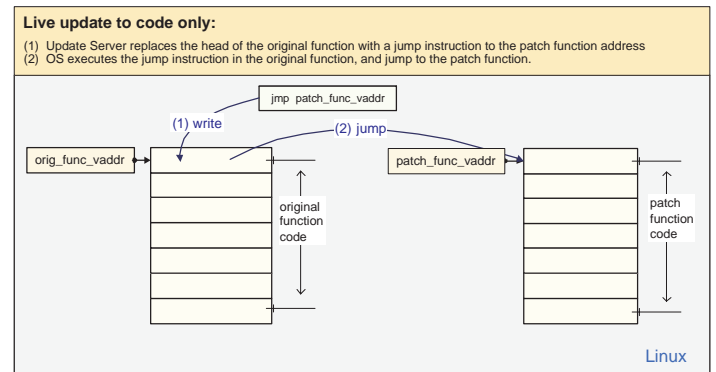 Live update to code only:
(1) Update Server replaces the head of the original function with a jump instruction to the patch function address
(2) OS executes the jump instruction in the original function, and jump to the patch function.
jmp patch_func_vaddr
(1) write
(2) jump
orig_func_vaddr
patch_func_vaddr
original
function
code
patch
function
code
Linux